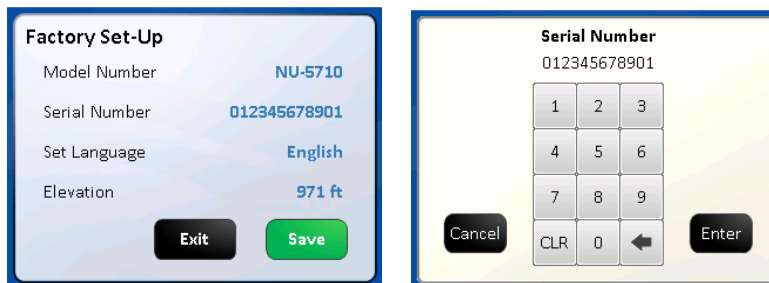 Factory Set-Up
Model Number NU-5710
Serial Number 012345678901
Set Language English
Elevation 971 ft
Exit Save
Serial Number
012345678901
1 2 3
4 5 6
7 8 9
Cancel CLR 0 Enter